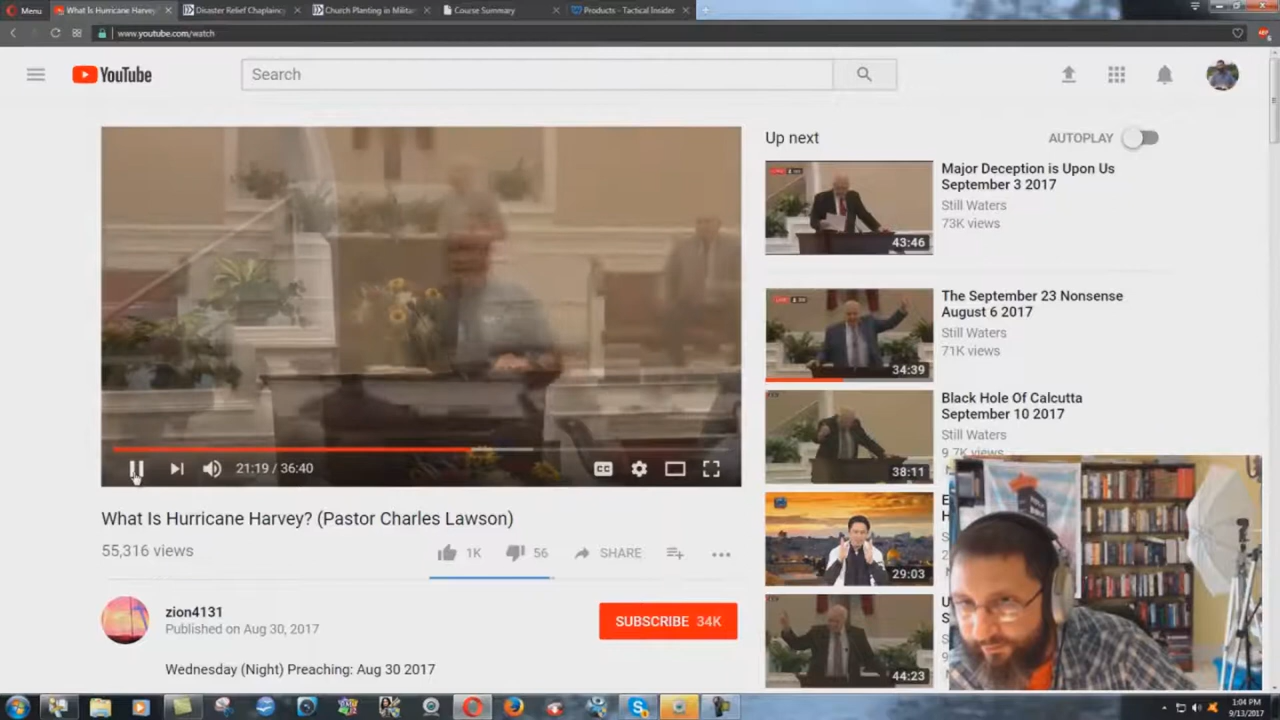 Menu
What Is Hurricane Harvey?
Disaster Relief Chaplaincy
Church Planting in Milita
Course Summary
Products - Tactical Insider
www.youtube.com/watch
YouTube
Search
Up next
AUTOPLAY
Major Deception is Upon Us
September 3 2017
Still Waters
73K views
43:46
The September 23 Nonsense
August 6 2017
Still Waters
71K views
34:39
Black Hole Of Calcutta
September 10 2017
Still Waters
9.7K views
38:11
29:03
44:23
21:19 / 36:40
CC
What Is Hurricane Harvey? (Pastor Charles Lawson)
55,316 views
1K
56
SHARE
zion4131
Published on Aug 30, 2017
SUBSCRIBE 34K
Wednesday (Night) Preaching: Aug 30 2017
1:04 PM
9/13/2017